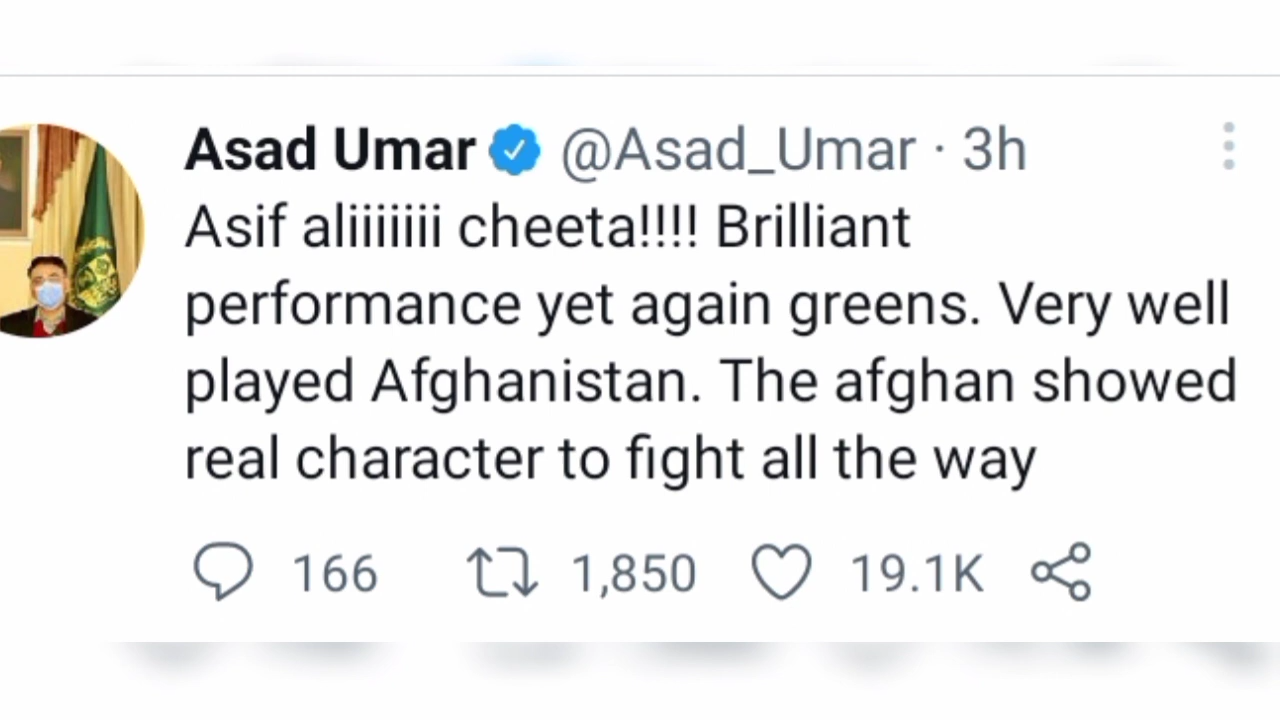 Asad Umar @Asad_Umar · 3h
Asif aliiiiiiii cheeta!!!! Brilliant
performance yet again greens. Very well
played Afghanistan. The afghan showed
real character to fight all the way
166 1,850 19.1K